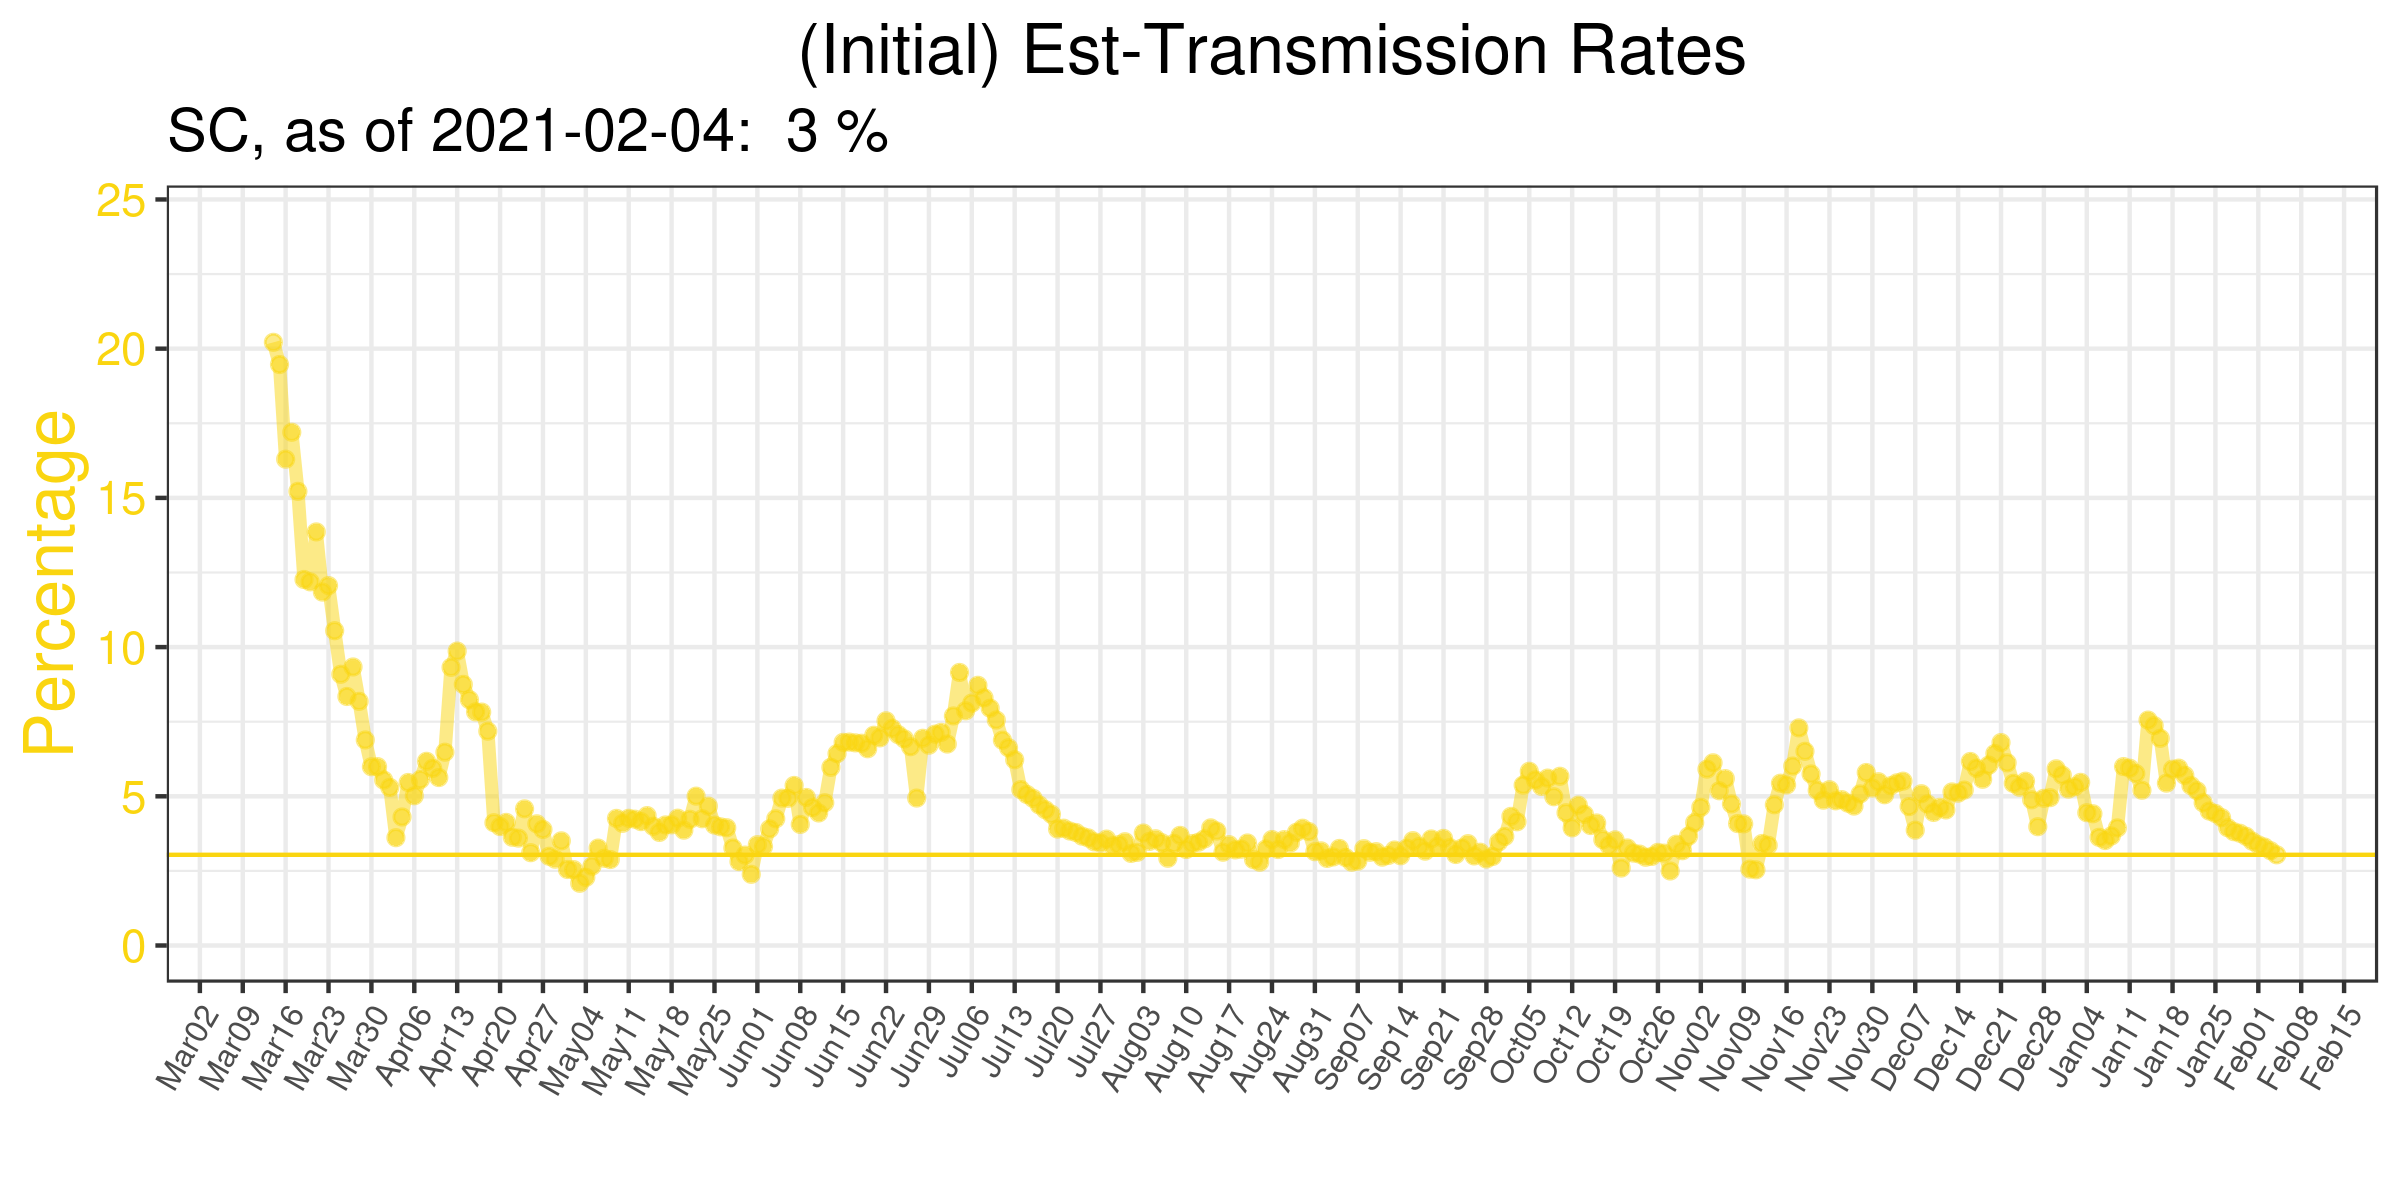 (Initial) Est-Transmission Rates
SC, as of 2021-02-04:  3 %
Percentage
25
20
15
10
5
0
Mar02
Mar09
Mar16
Mar23
Mar30
Apr06
Apr13
Apr20
Apr27
May04
May11
May18
May25
Jun01
Jun08
Jun15
Jun22
Jun29
Jul06
Jul13
Jul20
Jul27
Aug03
Aug10
Aug17
Aug24
Aug31
Sep07
Sep14
Sep21
Sep28
Oct05
Oct12
Oct19
Oct26
Nov02
Nov09
Nov16
Nov23
Nov30
Dec07
Dec14
Dec21
Dec28
Jan04
Jan11
Jan18
Jan25
Feb01
Feb08
Feb15